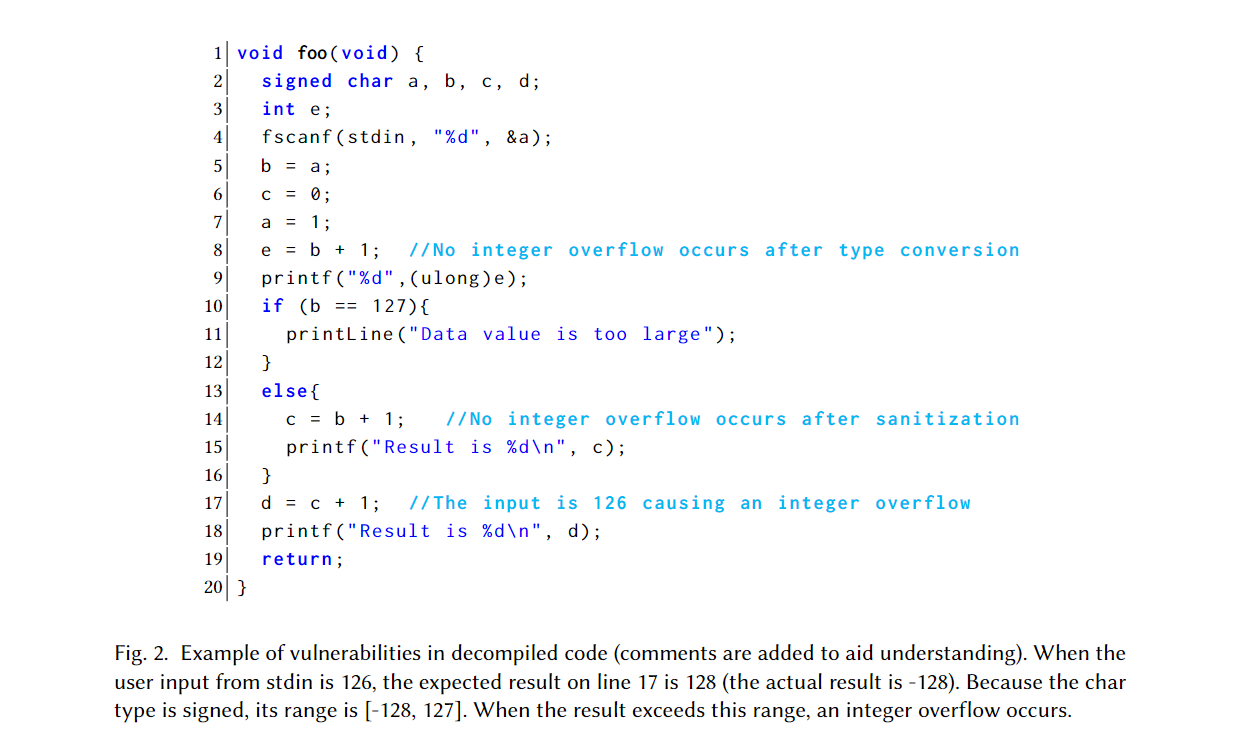 1 void foo(void) {
2 signed char a, b, c, d;
3 int e;
4 fscanf(stdin, "%d", &a);
5 b = a;
6 c = 0;
7 a = 1;
8 e = b + 1; //No integer overflow occurs after type conversion
9 printf("%d",(ulong)e);
10 if (b == 127){
11 printLine("Data value is too large");
12 }
13 else{
14 c = b + 1; //No integer overflow occurs after sanitization
15 printf("Result is %d\n", c);
16 }
17 d = c + 1; //The input is 126 causing an integer overflow
18 printf("Result is %d\n", d);
19 return;
20 }
Fig. 2. Example of vulnerabilities in decompiled code (comments are added to aid understanding). When the
user input from stdin is 126, the expected result on line 17 is 128 (the actual result is -128). Because the char
type is signed, its range is [-128, 127]. When the result exceeds this range, an integer overflow occurs.